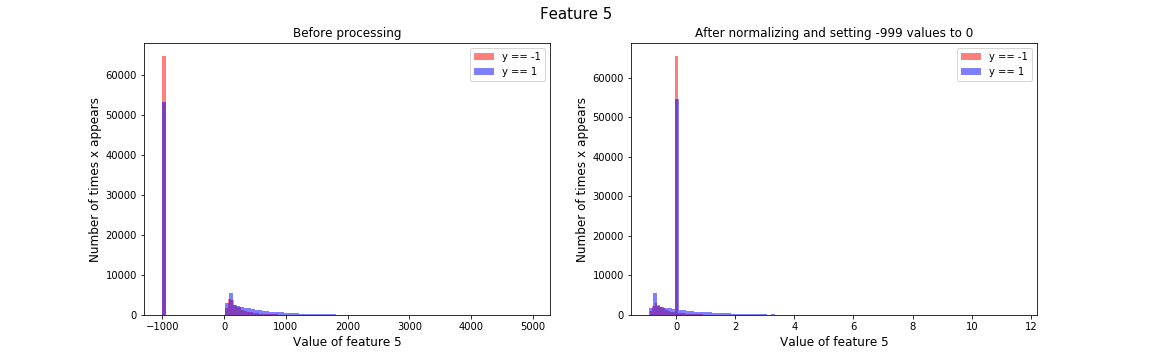 Feature 5
Before processing
Number of times x appears
60000
50000
40000
30000
20000
10000
0
−1000
0
1000
2000
3000
4000
5000
Value of feature 5
y == -1
y == 1
After normalizing and setting -999 values to 0
Number of times x appears
60000
50000
40000
30000
20000
10000
0
0
2
4
6
8
10
12
Value of feature 5
y == -1
y == 1